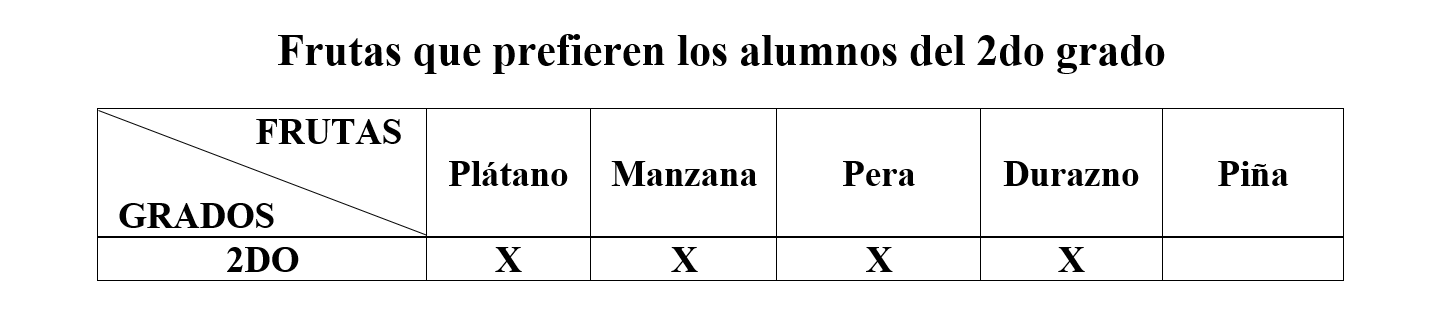 Frutas que prefieren los alumnos del 2do grado
FRUTAS
GRADOS
Plátano Manzana Pera Durazno Piña
2DO X X X X